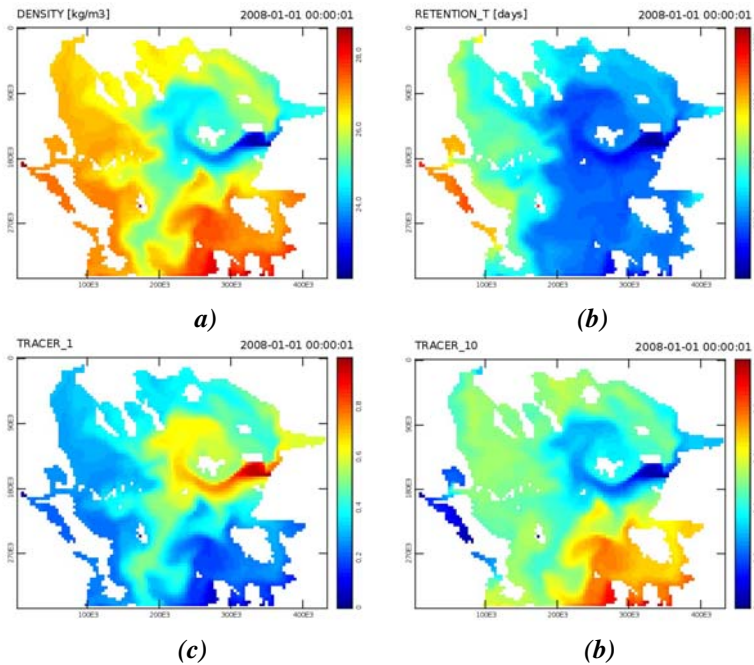 DENSITY [kg/m3] 2008-01-01 00:00:01
0
90E3
180E3
270E3
100E3 200E3 300E3 400E3
28.0
26.0
24.0
a)
RETENTION_T [days] 2008-01-01 00:00:01
0
90E3
180E3
270E3
100E3 200E3 300E3 400E3
(b)
TRACER_1 2008-01-01 00:00:01
0
90E3
180E3
270E3
100E3 200E3 300E3 400E3
0.8
0.6
0.4
0.2
0
(c)
TRACER_10 2008-01-01 00:00:01
0
90E3
180E3
270E3
100E3 200E3 300E3 400E3
(b)